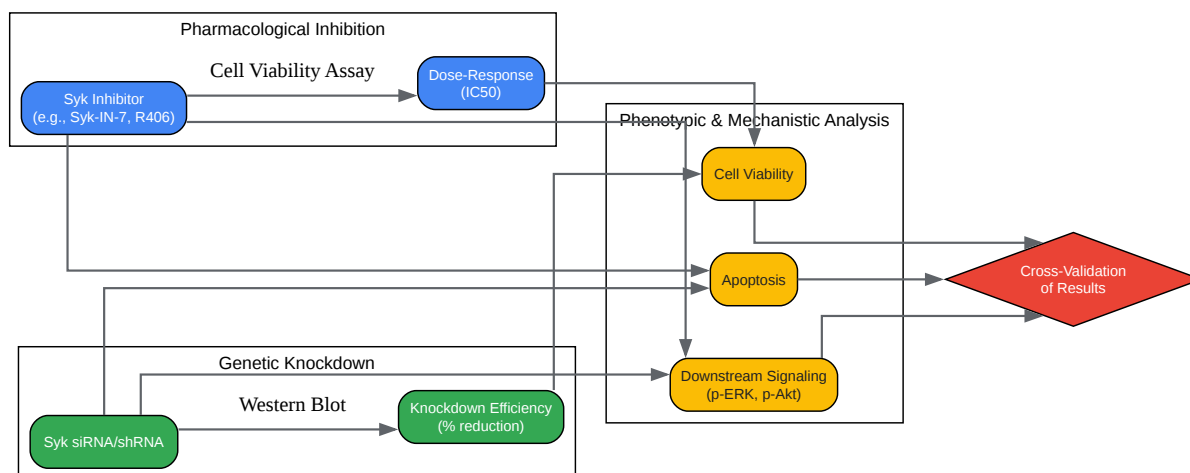 Pharmacological Inhibition
Cell Viability Assay
Syk Inhibitor
(e.g., Syk-IN-7, R406)
Dose-Response
(IC50)
Phenotypic & Mechanistic Analysis
Cell Viability
Apoptosis
Downstream Signaling
(p-ERK, p-Akt)
Cross-Validation
of Results
Genetic Knockdown
Western Blot
Syk siRNA/shRNA
Knockdown Efficiency
(% reduction)